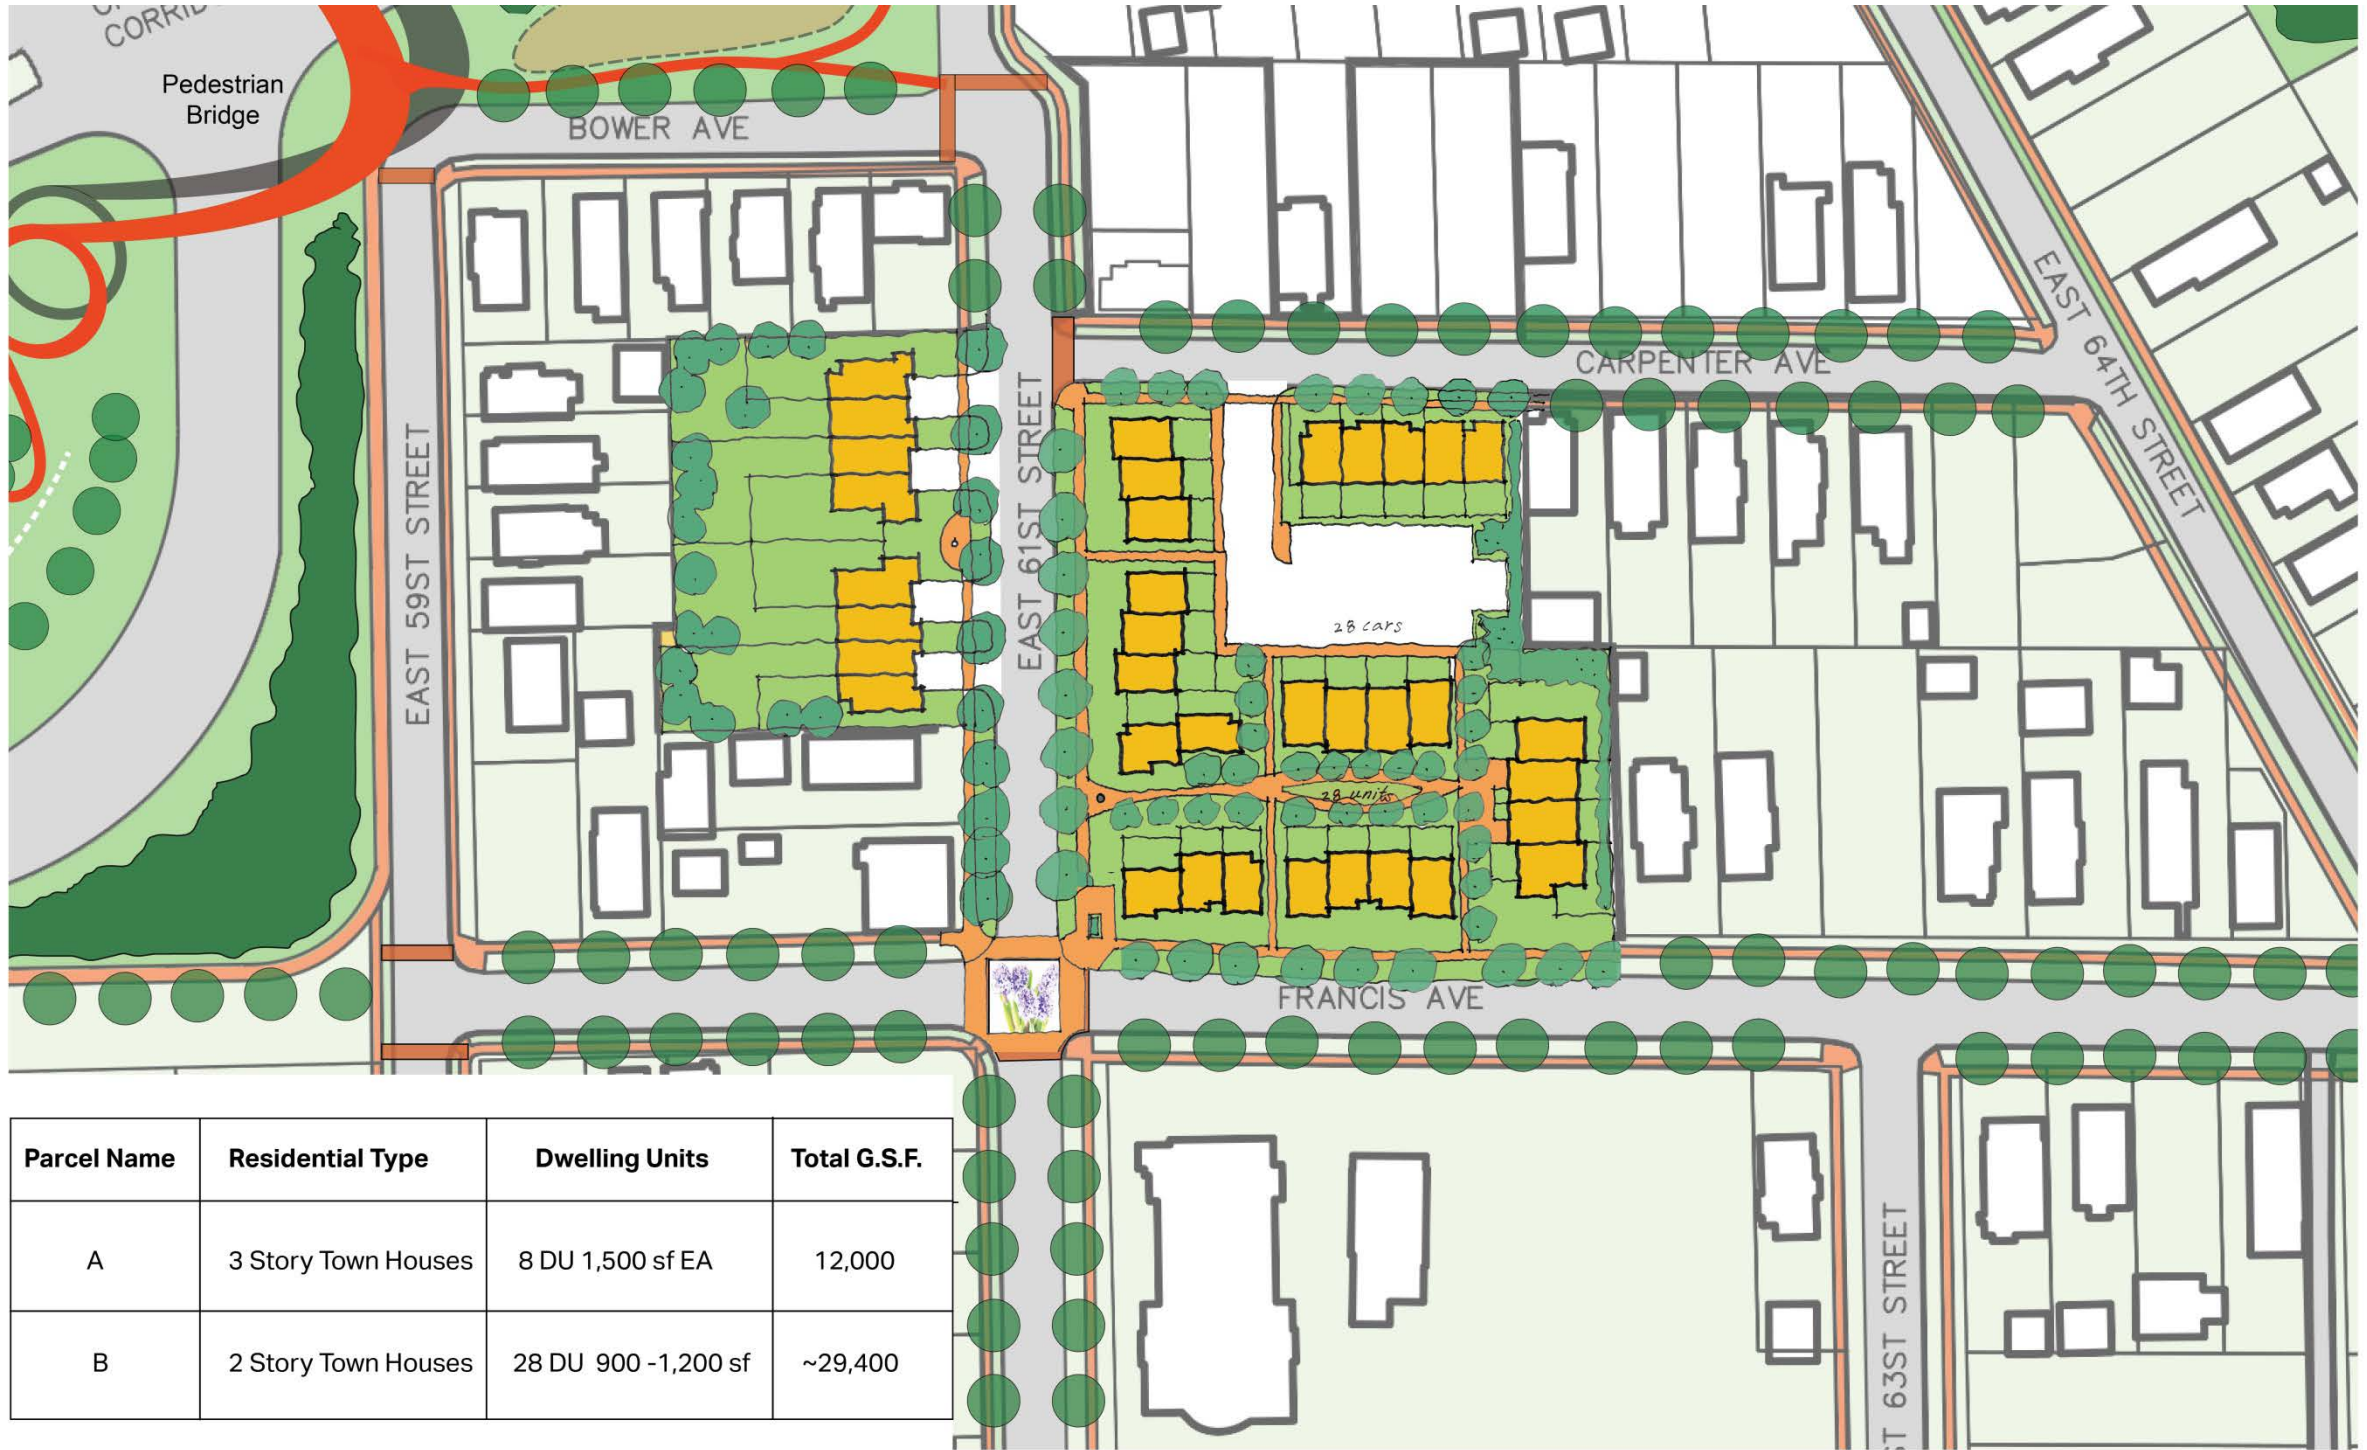 CORRID
Pedestrian
Bridge
BOWER AVE
EAST 59ST STREET
EAST 61ST STREET
CARPENTER AVE
EAST 64TH STREET
28 cars
28 units
FRANCIS AVE
ST 63ST STREET
Parcel Name Residential Type Dwelling Units Total G.S.F.
A 3 Story Town Houses 8 DU 1,500 sf EA 12,000
B 2 Story Town Houses 28 DU 900 -1,200 sf ~29,400